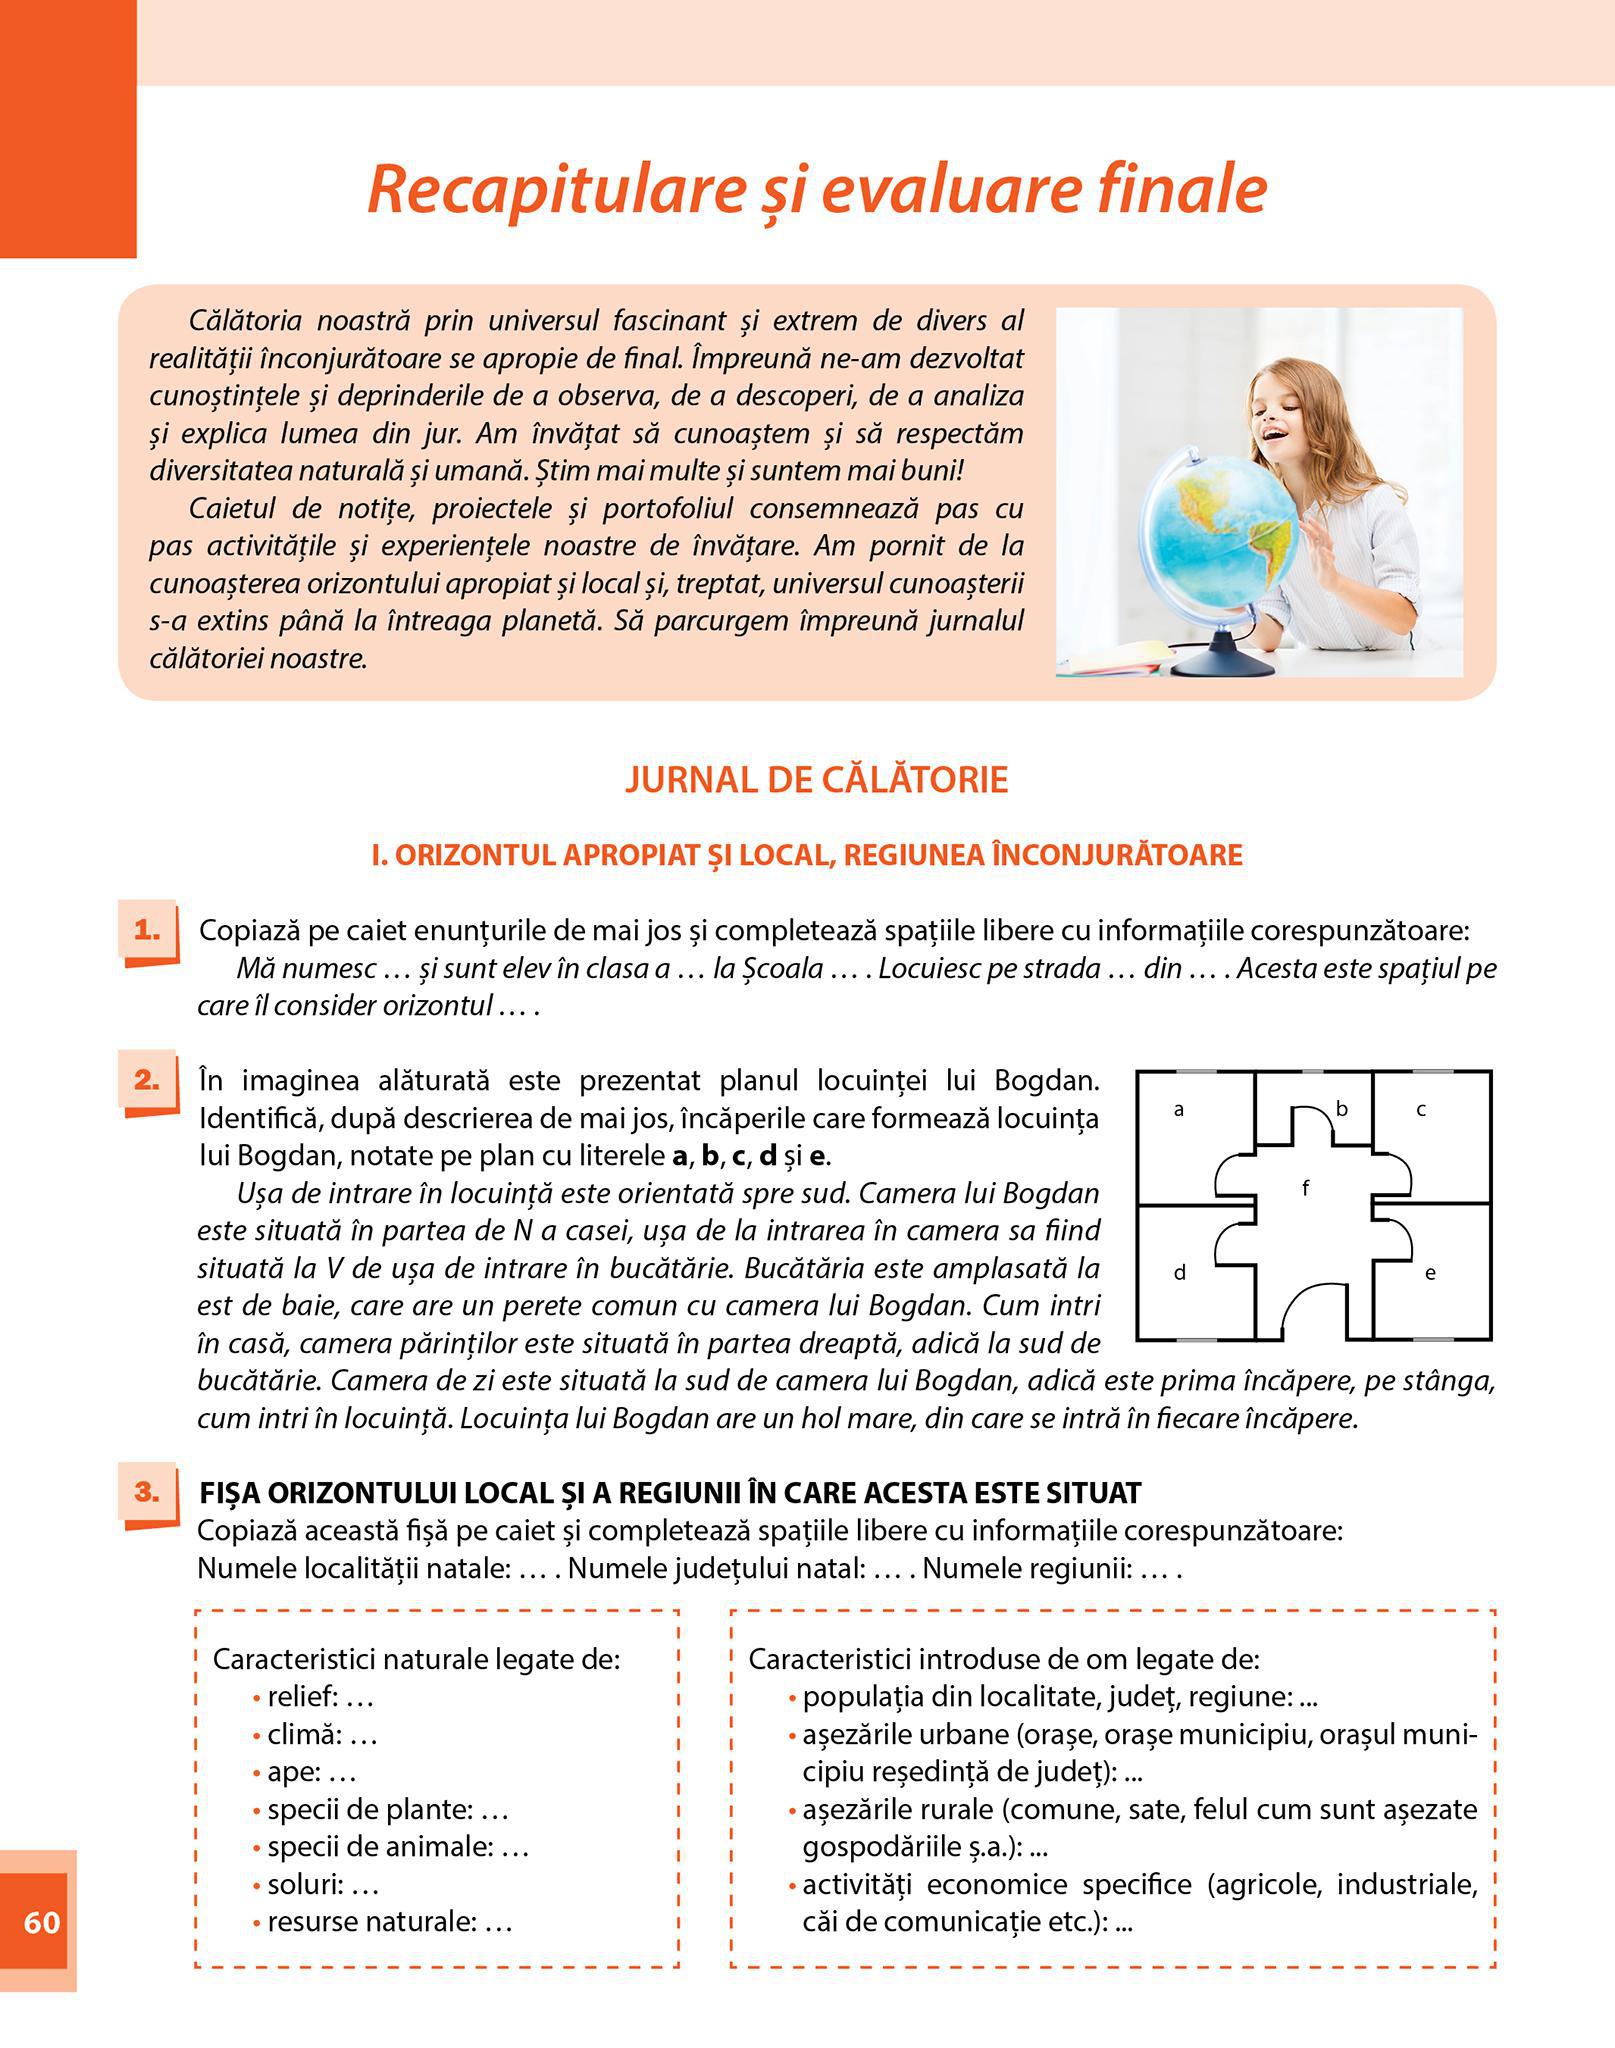 Recapitulare și evaluare finale
Călătoria noastră prin universul fascinant și extrem de divers al
realității înconjurătoare se apropie de final. Împreună ne-am dezvoltat
cunoștințele și deprinderile de a observa, de a descoperi, de a analiza
și explica lumea din jur. Am învățat să cunoaștem și să respectăm
diversitatea naturală și umană. Știm mai multe și suntem mai buni!
Caietul de notițe, proiectele și portofoliul consemnează pas cu
pas activitățile și experiențele noastre de învățare. Am pornit de la
cunoașterea orizontului apropiat și local și, treptat, universul cunoașterii
s-a extins până la întreaga planetă. Să parcurgem împreună jurnalul
călătoriei noastre.
JURNAL DE CĂLĂTORIE
I. ORIZONTUL APROPIAT ȘI LOCAL, REGIUNEA ÎNCONJURĂTOARE
1. Copiază pe caiet enunțurile de mai jos și completează spațiile libere cu informațiile corespunzătoare:
Mă numesc … și sunt elev în clasa a … la Școala … . Locuiesc pe strada … din … . Acesta este spațiul pe
care îl consider orizontul … .
2. În imaginea alăturată este prezentat planul locuinței lui Bogdan.
Identifică, după descrierea de mai jos, încăperile care formează locuința
lui Bogdan, notate pe plan cu literele a, b, c, d și e.
Ușa de intrare în locuință este orientată spre sud. Camera lui Bogdan
este situată în partea de N a casei, ușa de la intrarea în camera sa fiind
situată la V de ușa de intrare în bucătărie. Bucătăria este amplasată la
est de baie, care are un perete comun cu camera lui Bogdan. Cum intri
în casă, camera părinților este situată în partea dreaptă, adică la sud de
bucătărie. Camera de zi este situată la sud de camera lui Bogdan, adică este prima încăpere, pe stânga,
cum intri în locuință. Locuința lui Bogdan are un hol mare, din care se intră în fiecare încăpere.
a
b
c
f
d
e
3. FIȘA ORIZONTULUI LOCAL ȘI A REGIUNII ÎN CARE ACESTA ESTE SITUAT
Copiază această fișă pe caiet și completează spațiile libere cu informațiile corespunzătoare:
Numele localității natale: … . Numele județului natal: … . Numele regiunii: … .
Caracteristici naturale legate de:
• relief: …
• climă: …
• ape: …
• specii de plante: …
• specii de animale: …
• soluri: …
• resurse naturale: …
Caracteristici introduse de om legate de:
• populația din localitate, județ, regiune: ...
• așezările urbane (orașe, orașe municipiu, orașul muni-
cipiu reședință de județ): ...
• așezările rurale (comune, sate, felul cum sunt așezate
gospodăriile ș.a.): ...
• activități economice specifice (agricole, industriale,
căi de comunicație etc.): ...
60